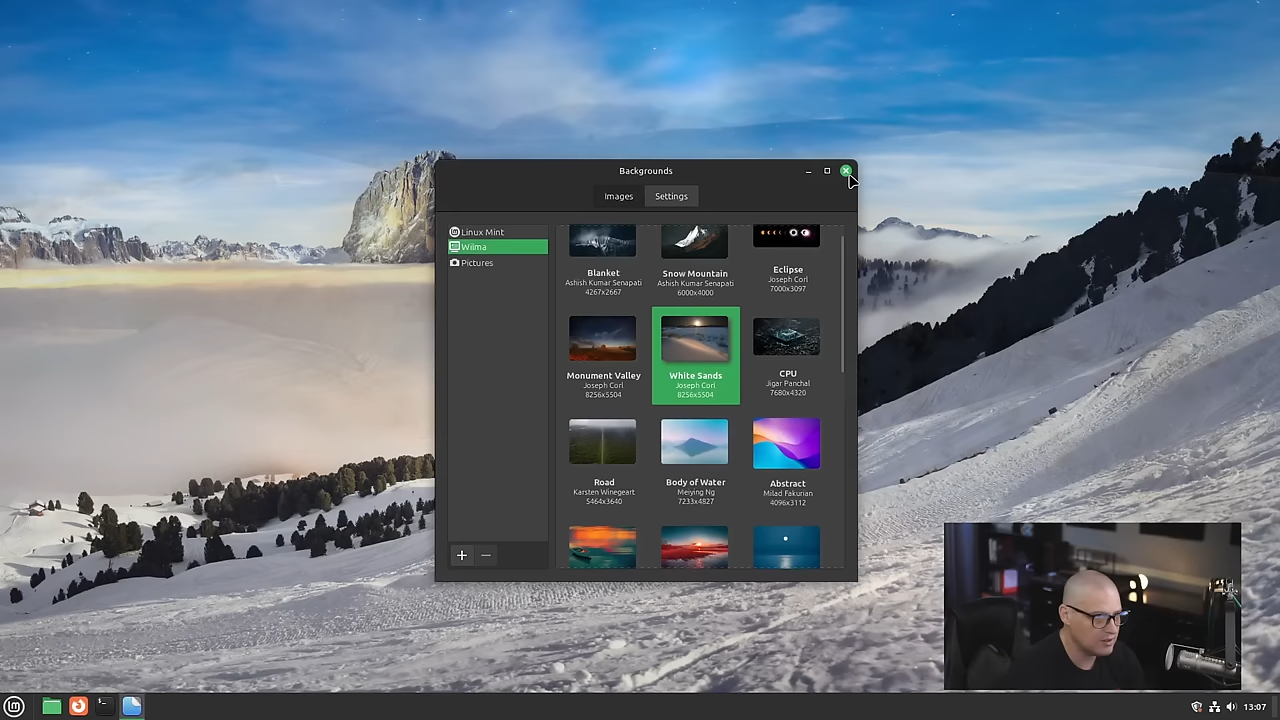 Backgrounds
Images
Settings
Linux Mint
Wilma
Pictures
Blanket
Ashish Kumar Senapati
4267x2667
Snow Mountain
Ashish Kumar Senapati
6000x4000
Eclipse
Joseph Corl
7000x3097
Monument Valley
Joseph Corl
8256x5504
White Sands
Joseph Corl
8256x5504
CPU
Jigar Panchal
7680x4320
Road
Karsten Winegeart
5464x3640
Body of Water
Meiying Ng
7233x4827
Abstract
Milad Fakurian
4096x3112
13:07